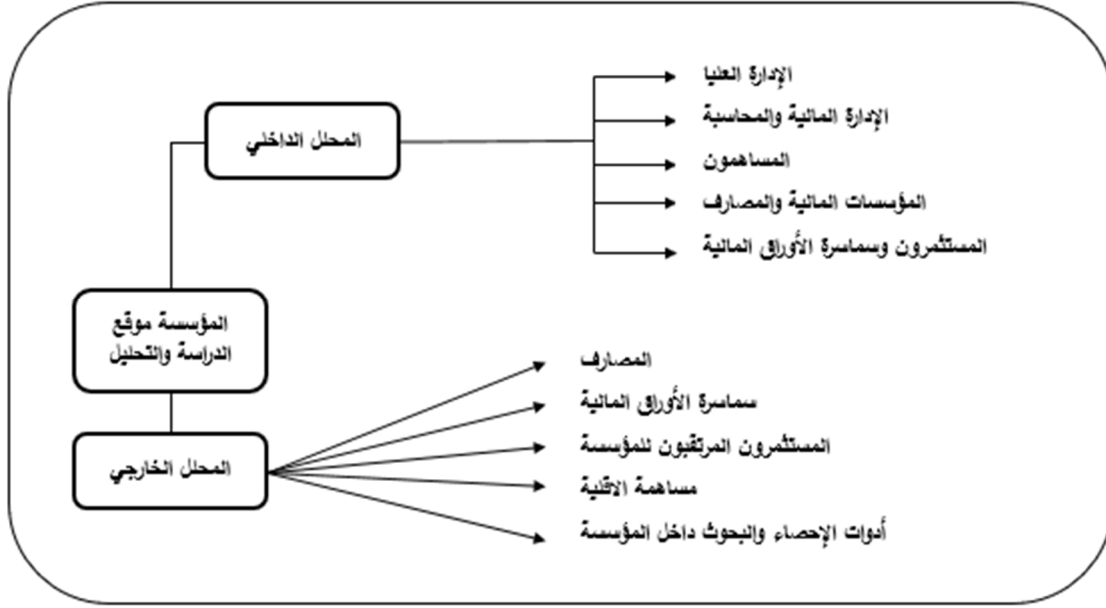 المحلل الداخلي
الإدارة العليا
الإدارة المالية والمحاسبة
المساهمون
المؤسسات المالية والمصارف
المستثمرون وسماسرة الأوراق المالية
المؤسسة موقع
الدراسة والتحليل
المحلل الخارجي
المصارف
سماسرة الأوراق المالية
المستثمرون المرتقبون للمؤسسة
مساهمة الاقلية
أدوات الإحصاء والبحوث داخل المؤسسة